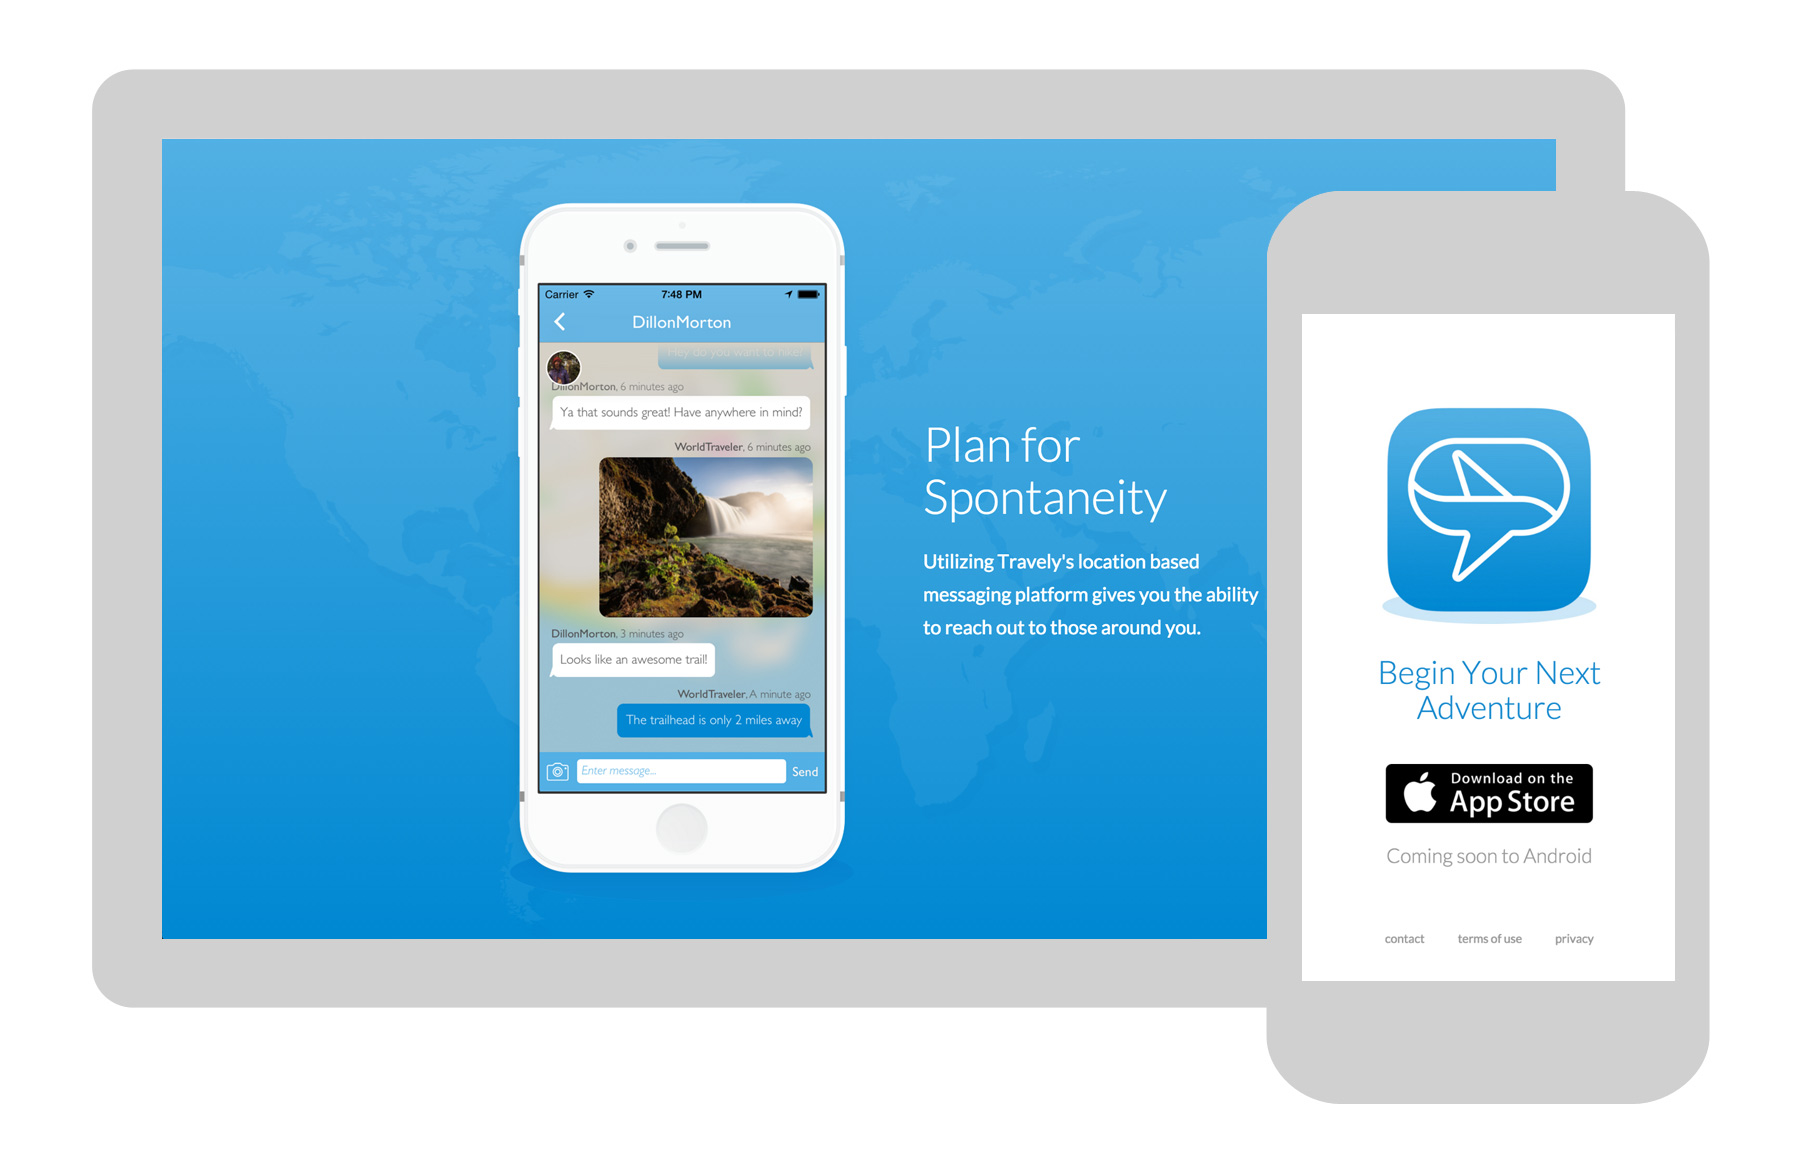 Carrier 7:48 PM
DillonMorton
Hey do you want to hike?
DillonMorton, 6 minutes ago
Ya that sounds great! Have anywhere in mind?
WorldTraveler, 6 minutes ago
DillonMorton, 3 minutes ago
Looks like an awesome trail!
WorldTraveler, A minute ago
The trailhead is only 2 miles away
Enter message... Send
Plan for
Spontaneity
Utilizing Travely's location based
messaging platform gives you the ability
to reach out to those around you.
Begin Your Next
Adventure
Download on the
App Store
Coming soon to Android
contact terms of use privacy